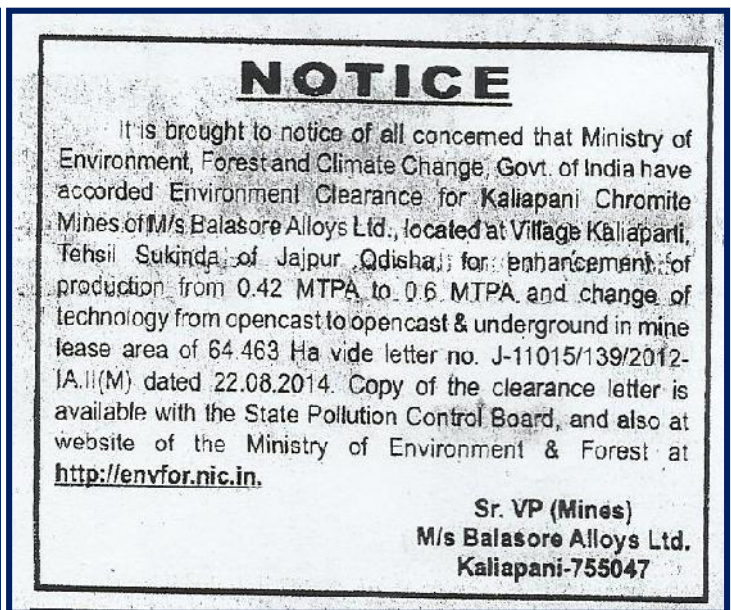 NOTICE
It is brought to notice of all concerned that Ministry of
Environment, Forest and Climate Change, Govt. of India have
accorded Environment Clearance for Kaliapani Chromite
Mines of M/s Balasore Alloys Ltd., located at Village Kaliapani,
Tehsil Sukinda of Jajpur Odisha, for enhancement of
production from 0.42 MTPA to 0.6 MTPA and change of
technology from opencast to opencast & underground in mine
lease area of 64.463 Ha vide letter no. J-11015/139/2012-
IA.II(M) dated 22.08.2014. Copy of the clearance letter is
available with the State Pollution Control Board, and also at
website of the Ministry of Environment & Forest at
http://envfor.nic.in.
Sr. VP (Mines)
M/s Balasore Alloys Ltd.
Kaliapani-755047